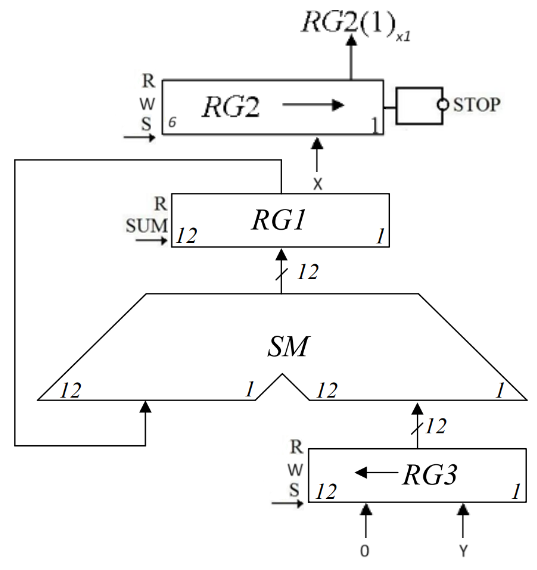 RG2(1)x1
R
W RG2
S 6 1 STOP
X
R RG1
SUM 12 1
12
SM
12 1 12 1
12
R
W RG3
S 12 1
0 Y